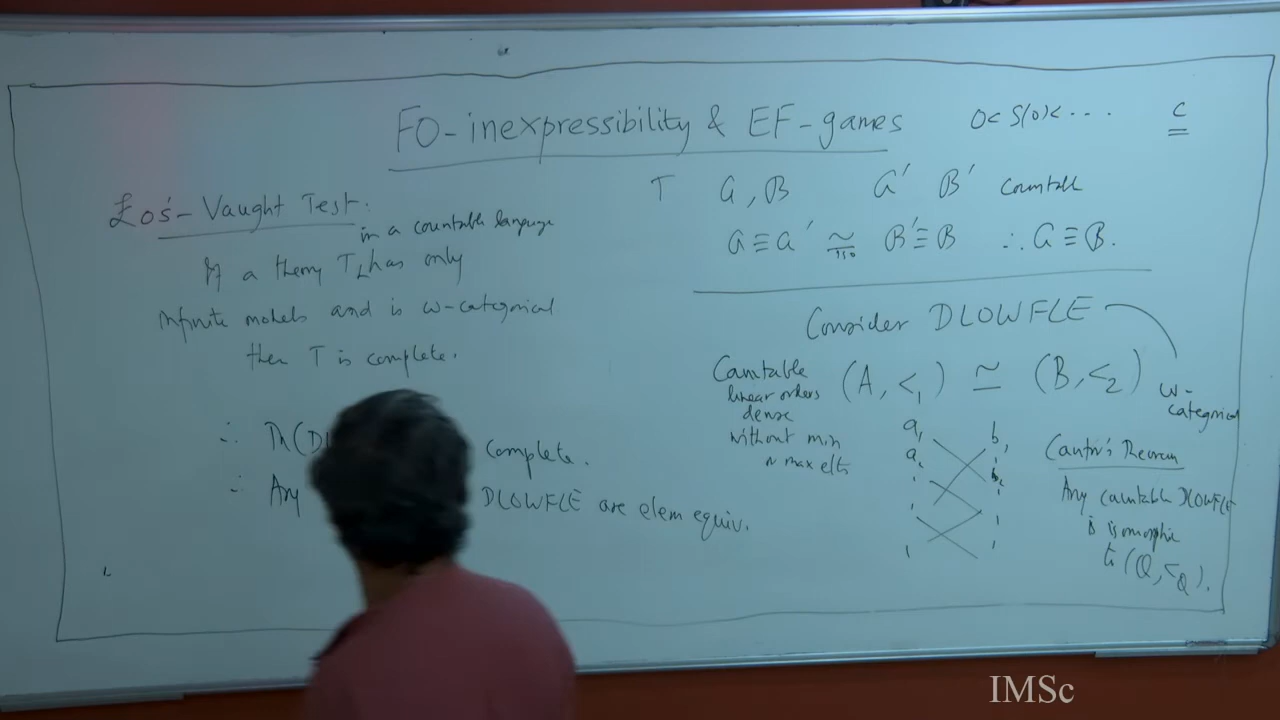 FO-inexpressibility & EF-games
0 < S(0) < ....
c
Łoś-Vaught Test:
in a countable language
If a theory T has only
infinite models and is ω-categorical
then T is complete.
∴ Th(D
complete.
∴ Any
DLOWFLE are elem equiv.
T A, B A' B' Countable
A ≡ A' ≅ B' ≡ B ∴ A ≡ B.
iso
Consider DLOWFLE
ω-
categorical
Countable
linear orders
dense
without min
or max elts
(A, <₁) ≃ (B, <₂)
a₁ b₁
a₂ b₂
Cantor's Theorem
Any countable DLOWFLE
is isomorphic
to (Q, <_Q).
IMSc